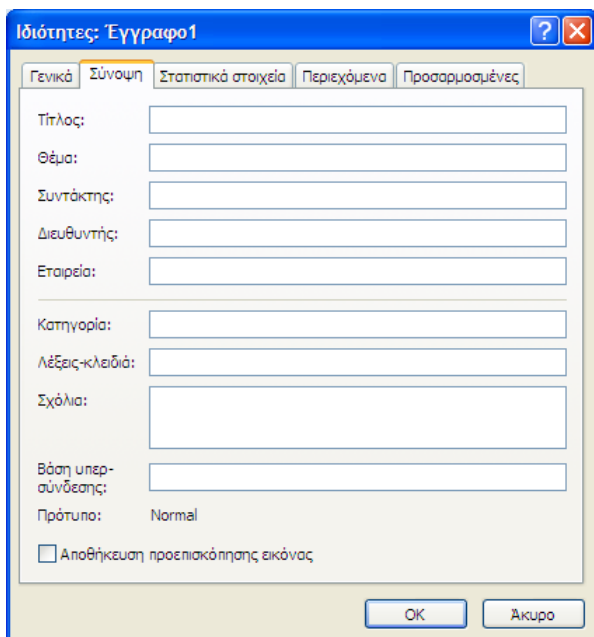 Ιδιότητες: Έγγραφο1
Γενικά Σύνοψη Στατιστικά στοιχεία Περιεχόμενα Προσαρμοσμένες
Τίτλος:
Θέμα:
Συντάκτης:
Διευθυντής:
Εταιρεία:
Κατηγορία:
Λέξεις-κλειδιά:
Σχόλια:
Βάση υπερ-
σύνδεσης:
Πρότυπο: Normal
Αποθήκευση προεπισκόπησης εικόνας
OK Άκυρο